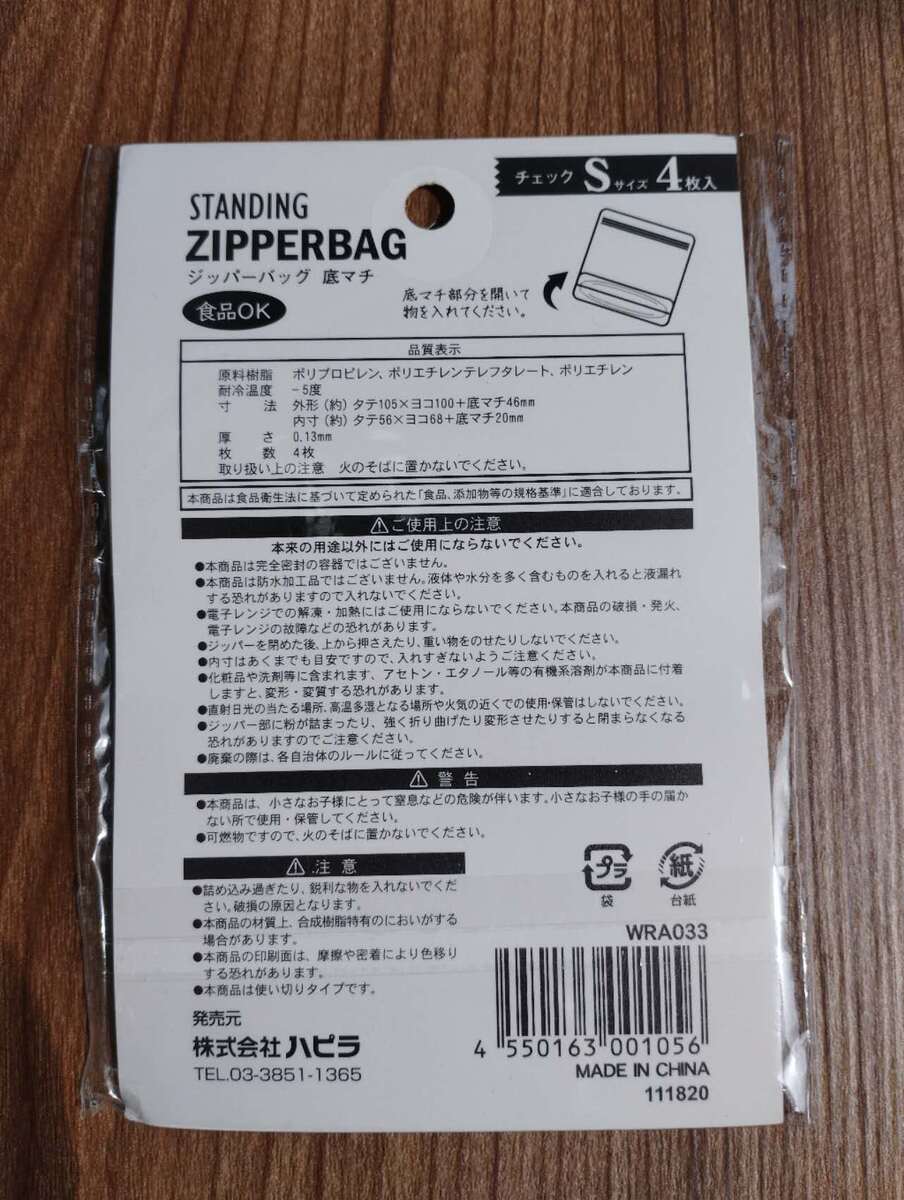 チェック Sサイズ 4枚入
STANDING
ZIPPERBAG
ジッパーバッグ 底マチ
食品OK
底マチ部分を開いて
物を入れてください。
品質表示
原料樹脂 ポリプロピレン、ポリエチレンテレフタレート、ポリエチレン
耐冷温度 -5度
寸法 外形(約)タテ105×ヨコ100+底マチ46mm
内寸(約)タテ56×ヨコ68+底マチ20mm
厚さ 0.13mm
枚数 4枚
取り扱い上の注意 火のそばに置かないでください。
本商品は食品衛生法に基づいて定められた「食品、添加物等の規格基準」に適合しております。
⚠ご使用上の注意
本来の用途以外にはご使用にならないでください。
●本商品は完全密封の容器ではございません。
●本商品は防水加工品ではございません。液体や水分を多く含むものを入れると液漏れ
する恐れがありますので入れないでください。
●電子レンジでの解凍・加熱にはご使用にならないでください。本商品の破損・発火、
電子レンジの故障などの恐れがあります。
●ジッパーを閉めた後、上から押さえたり、重い物をのせたりしないでください。
●内寸はあくまでも目安ですので、入れすぎないようご注意ください。
●化粧品や洗剤等に含まれます、アセトン・エタノール等の有機系溶剤が本商品に付着
しますと、変形・変質する恐れがあります。
●直射日光の当たる場所、高温多湿となる場所や火気の近くでの使用・保管はしないでください。
●ジッパー部に粉が詰まったり、強く折り曲げたり変形させたりすると閉まらなくなる
恐れがありますのでご注意ください。
●廃棄の際は、各自治体のルールに従ってください。
⚠警告
●本商品は、小さなお子様にとって窒息などの危険が伴います。小さなお子様の手の届か
ない所で使用・保管してください。
●可燃物ですので、火のそばに置かないでください。
⚠注意
●詰め込み過ぎたり、鋭利な物を入れないでくだ
さい。破損の原因となります。
●本商品の材質上、合成樹脂特有のにおいがする
場合があります。
●本商品の印刷面は、摩擦や密着により色移り
する恐れがあります。
●本商品は使い切りタイプです。
発売元
株式会社ハピラ
TEL.03-3851-1365
プラ
袋
紙
台紙
WRA033
4 550163 001056
MADE IN CHINA
111820